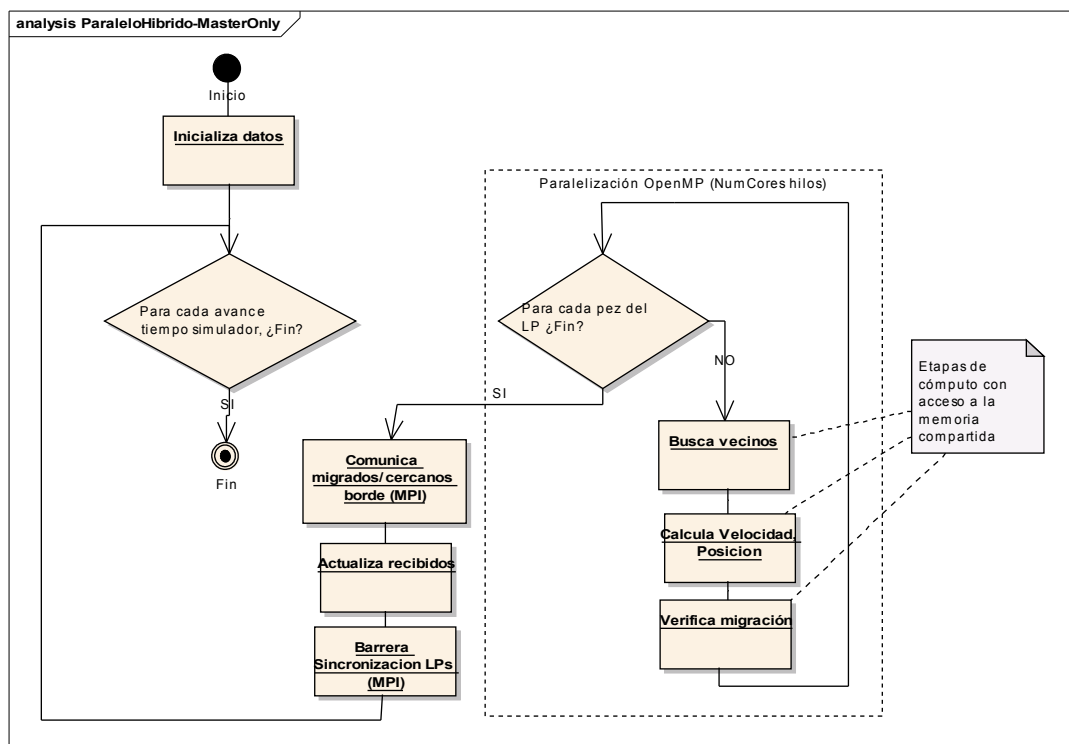 analysis ParaleloHibrido-MasterOnly
Inicio
Inicializa datos
Para cada avance
tiempo simulador, ¿Fin?
SI
Fin
Paralelización OpenMP (NumCores hilos)
Para cada pez del
LP ¿Fin?
NO
SI
Comunica
migrados/cercanos
borde (MPI)
Actualiza recibidos
Barrera
Sincronizacion LPs
(MPI)
Busca vecinos
Calcula Velocidad,
Posicion
Verifica migración
Etapas de
cómputo con
acceso a la
memoria
compartida